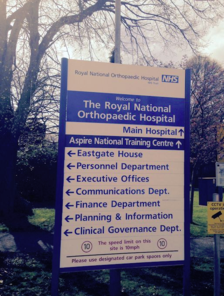 Royal National Orthopaedic Hospital NHS
Welcome to
The Royal National
Orthopaedic Hospital
Main Hospital ↑
Aspire National Training Centre ↑
← Eastgate House
← Personnel Department
← Executive Offices
← Communications Dept.
← Finance Department
← Planning & Information
← Clinical Governance Dept.
10 The speed limit on this 10
site is 10mph
Please use designated car park spaces only